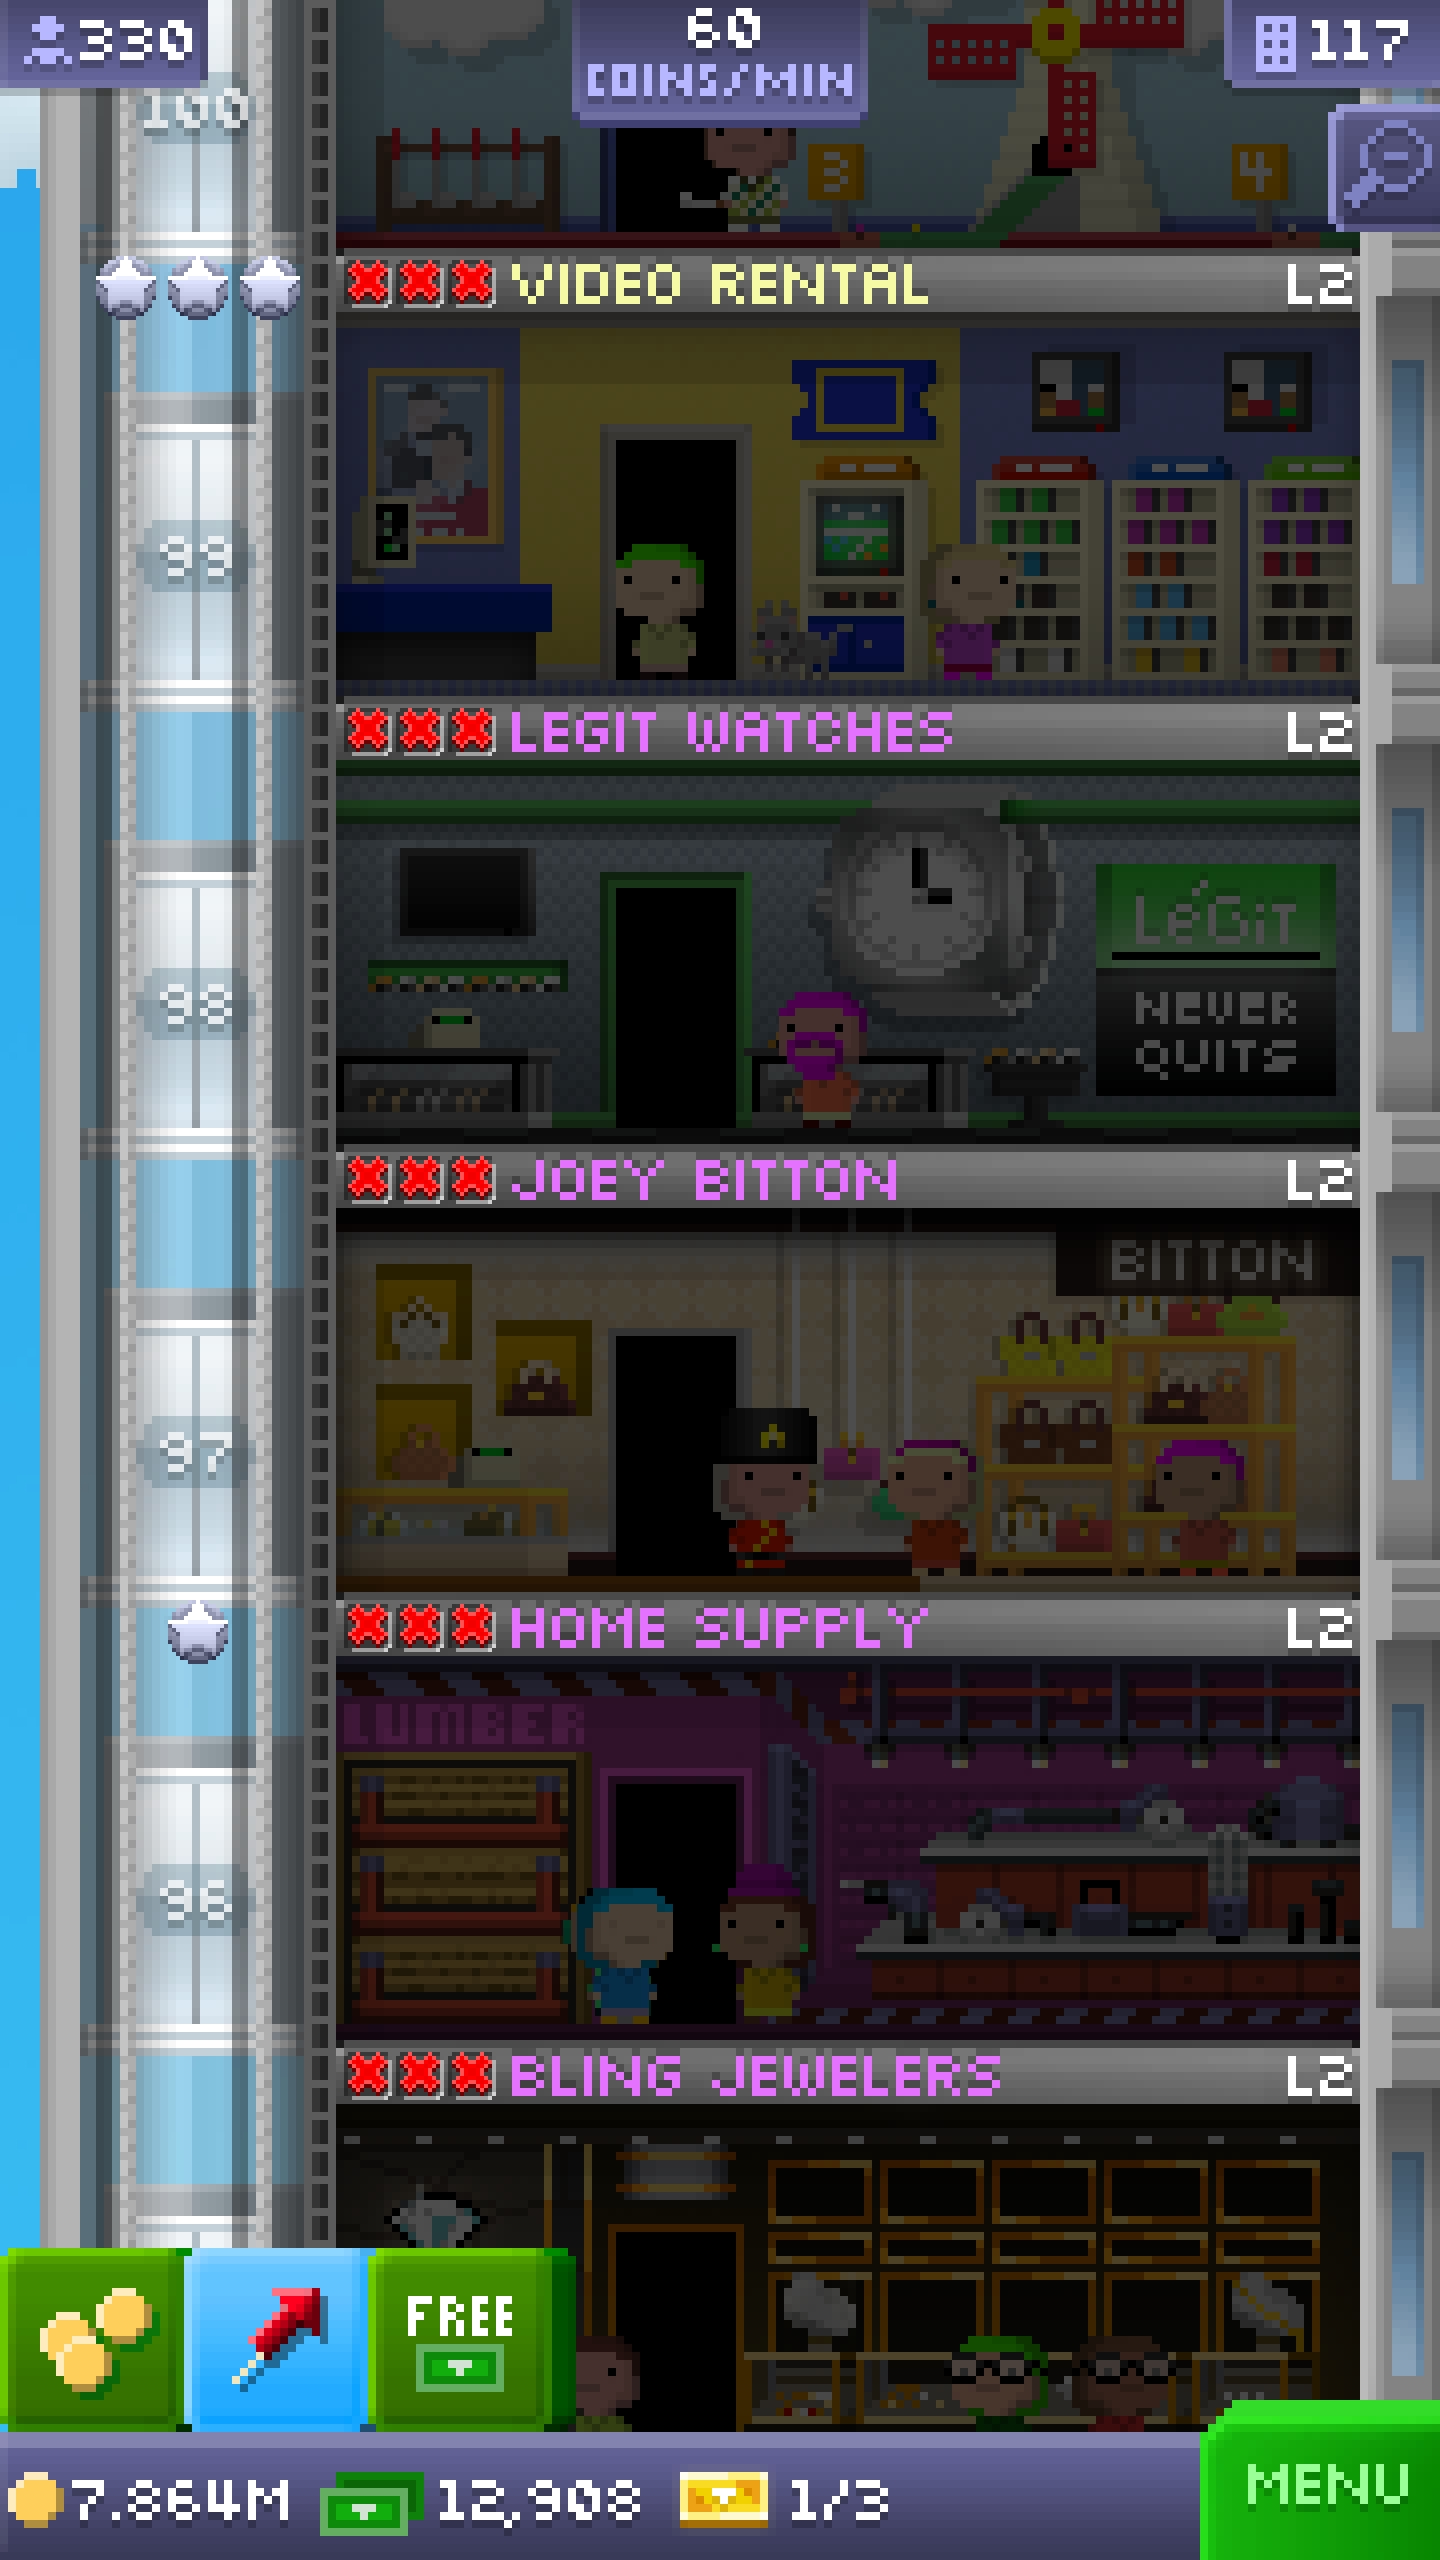 330
60
COINS/MIN
117
100
3
4
VIDEO RENTAL L2
99
LEGIT WATCHES L2
LéGiT
NEVER
QUITS
98
JOEY BITTON L2
BITTON
97
HOME SUPPLY L2
LUMBER
96
BLING JEWELERS L2
FREE
7.864M 12,908 1/3
MENU